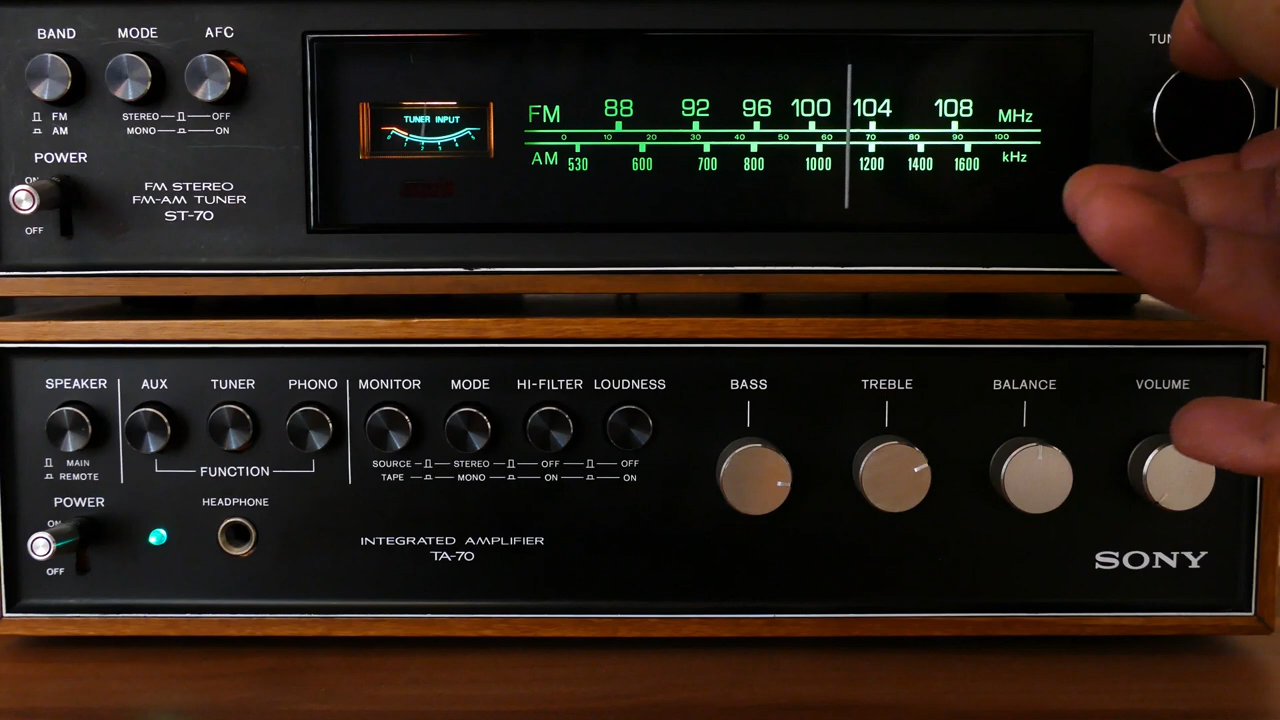 BAND MODE AFC
FM STEREO OFF
AM MONO ON
POWER
ON
OFF
FM STEREO
FM-AM TUNER
ST-70
TUNER INPUT
FM 88 92 96 100 104 108 MHz
0 10 20 30 40 50 60 70 80 90 100
AM 530 600 700 800 1000 1200 1400 1600 kHz
TUN
SPEAKER AUX TUNER PHONO MONITOR MODE HI-FILTER LOUDNESS BASS TREBLE BALANCE VOLUME
MAIN SOURCE STEREO OFF OFF
REMOTE FUNCTION TAPE MONO ON ON
POWER HEADPHONE
ON
OFF
INTEGRATED AMPLIFIER
TA-70
SONY